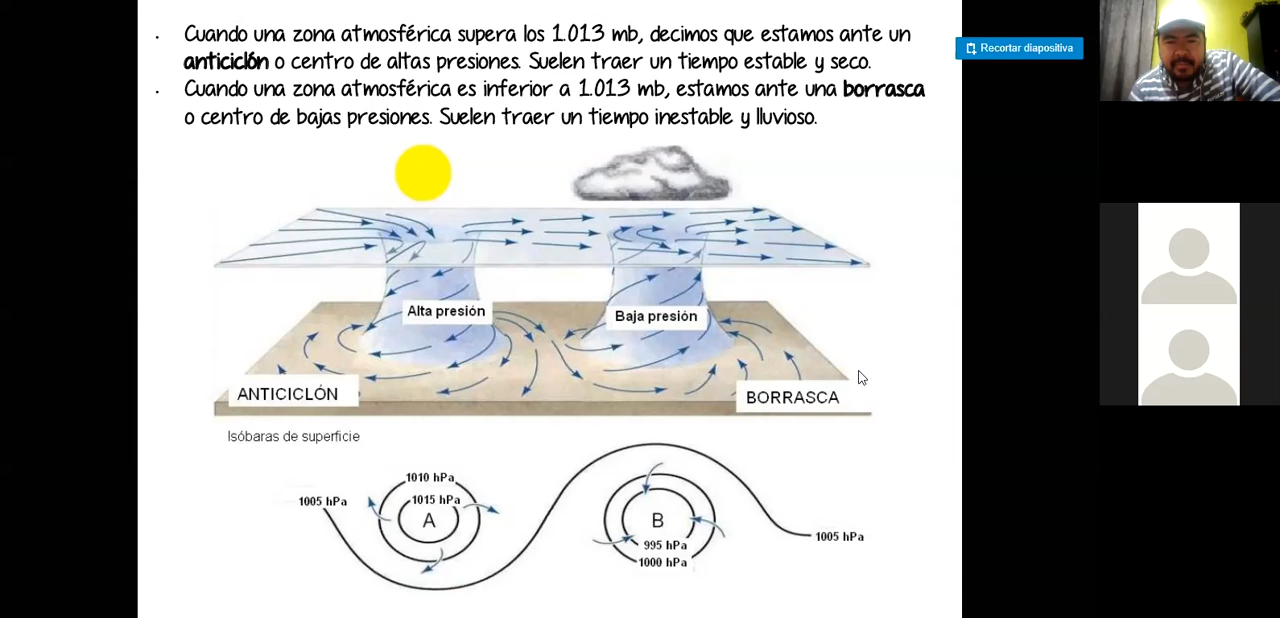 · Cuando una zona atmosférica supera los 1.013 mb, decimos que estamos ante un
anticiclón o centro de altas presiones. Suelen traer un tiempo estable y seco.
· Cuando una zona atmosférica es inferior a 1.013 mb, estamos ante una borrasca
o centro de bajas presiones. Suelen traer un tiempo inestable y lluvioso.
Recortar diapositiva
Alta presión
Baja presión
ANTICICLÓN
BORRASCA
Isóbaras de superficie
1010 hPa
1005 hPa
1015 hPa
A
B
995 hPa
1000 hPa
1005 hPa